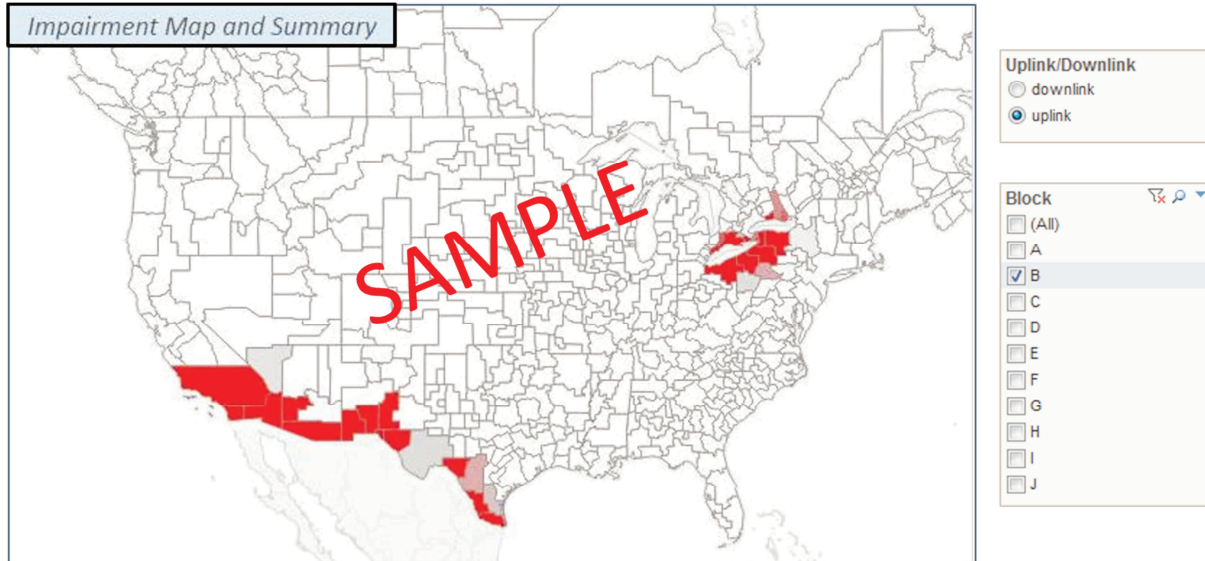 Impairment Map and Summary
SAMPLE
Uplink/Downlink
downlink
uplink
Block
(All)
A
B
C
D
E
F
G
H
I
J